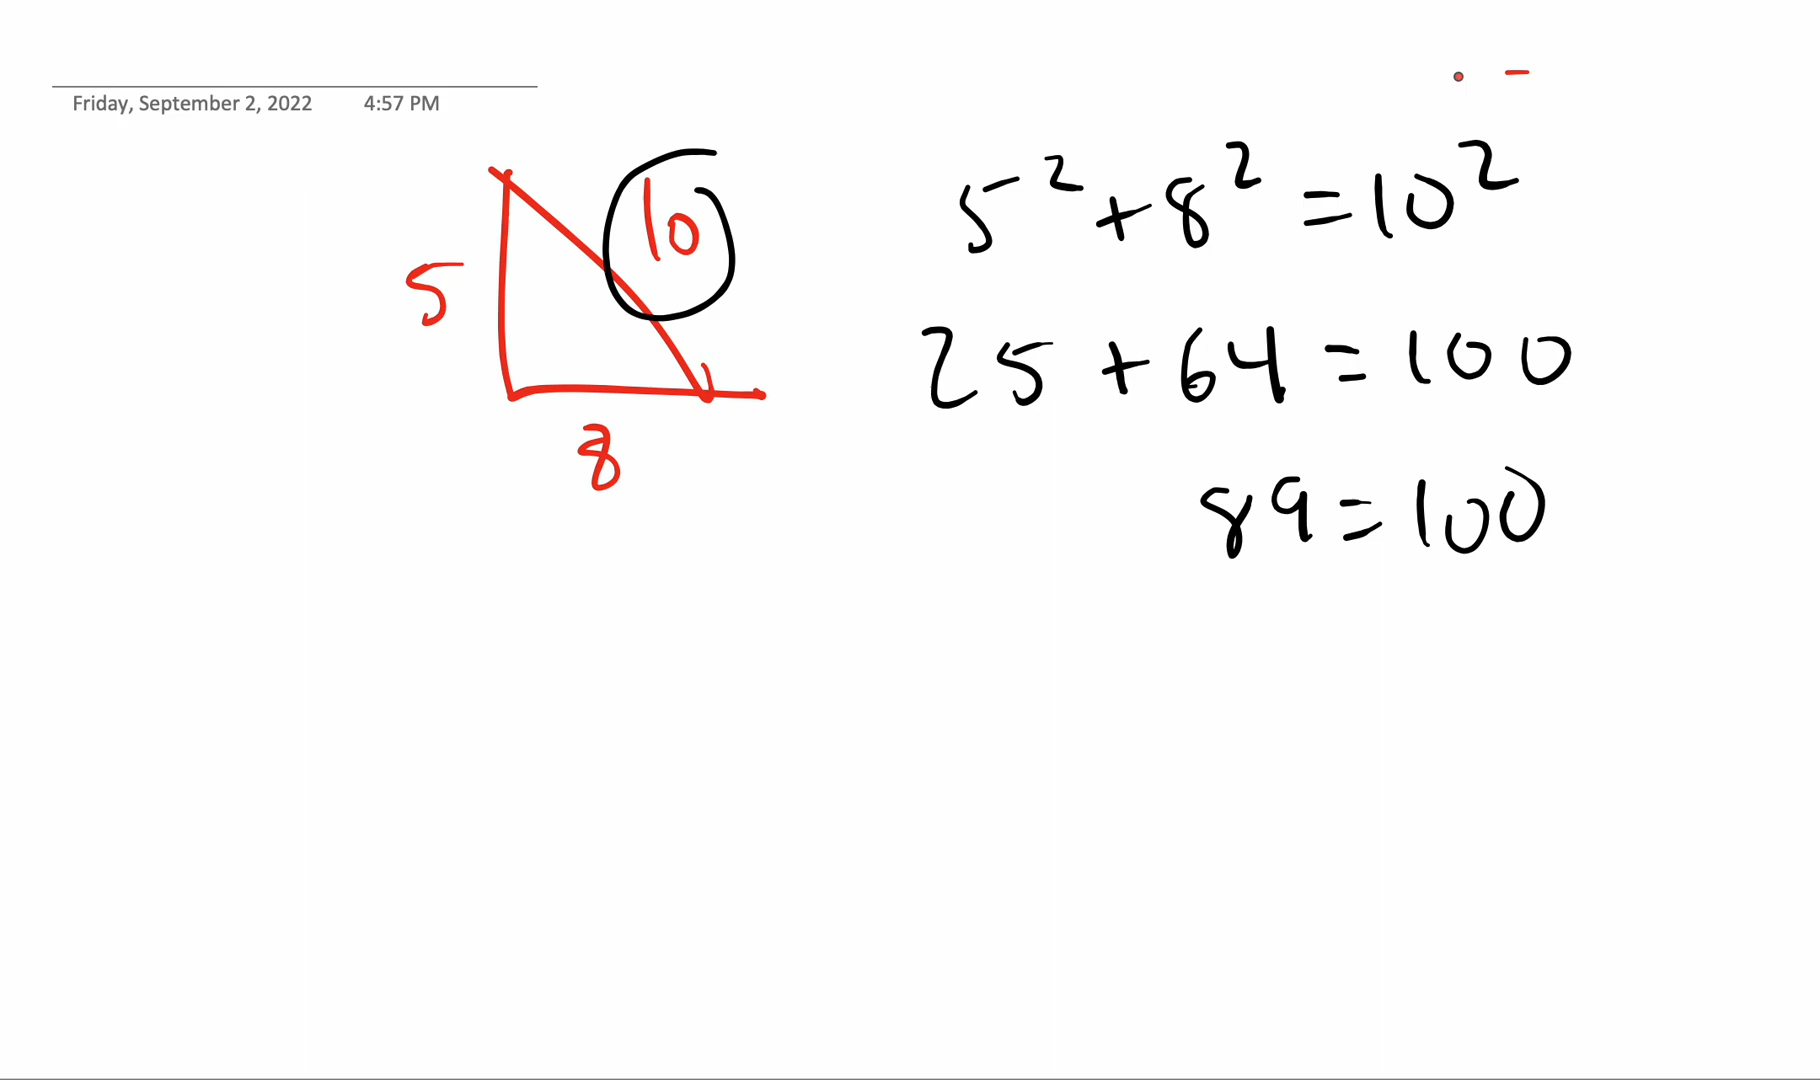 Friday, September 2, 2022 4:57 PM
10
5
8
5² + 8² = 10²
25 + 64 = 100
89 = 100